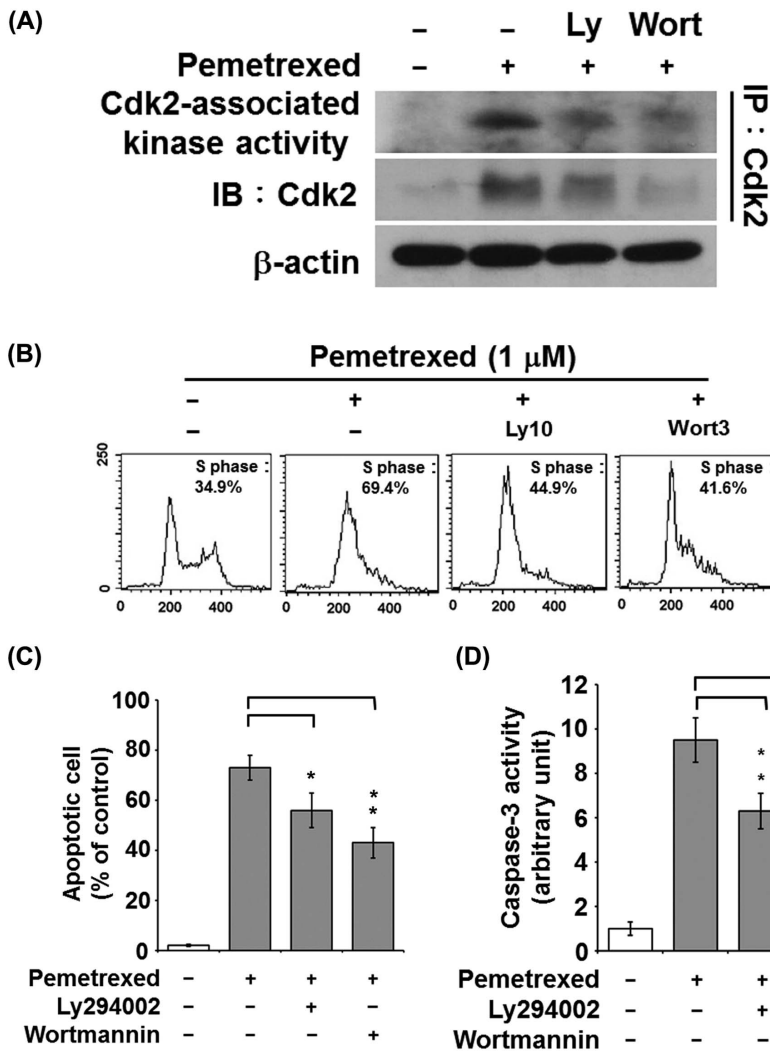 (A)
– – Ly Wort
Pemetrexed – + + +
Cdk2-associated
kinase activity
IB : Cdk2
β-actin
IP : Cdk2
(B)
Pemetrexed (1 μM)
– + + +
– – Ly10 Wort3
250
0
S phase :
34.9%
S phase :
69.4%
S phase :
44.9%
S phase
41.6%
0 200 400
0 200 400
0 200 400
0 200 400
(C)
Apoptotic cell
(% of control)
100
80
60
40
20
0
*
*
*
Pemetrexed – + + +
Ly294002 – – + –
Wortmannin – – – +
(D)
Caspase-3 activity
(arbitrary unit)
12
10
8
6
4
2
0
*
*
Pemetrexed – + +
Ly294002 – – +
Wortmannin – – –